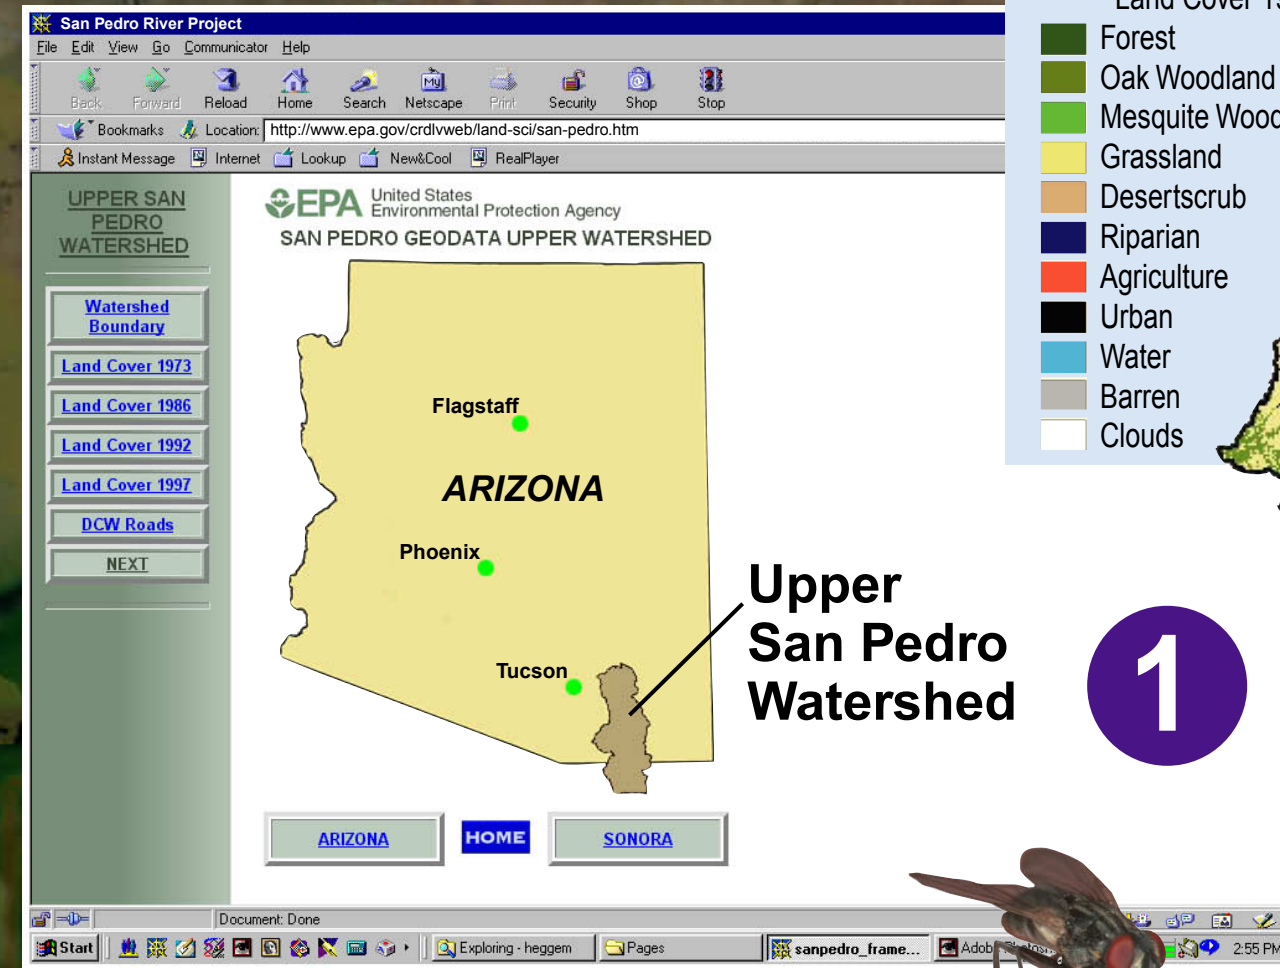 San Pedro River Project
File Edit View Go Communicator Help
Back Forward Reload Home Search Netscape Print Security Shop Stop
My
Bookmarks Location: http://www.epa.gov/crdlvweb/land-sci/san-pedro.htm
Instant Message Internet Lookup New&Cool RealPlayer
UPPER SAN
PEDRO
WATERSHED
Watershed
Boundary
Land Cover 1973
Land Cover 1986
Land Cover 1992
Land Cover 1997
DCW Roads
NEXT
EPA United States
Environmental Protection Agency
SAN PEDRO GEODATA UPPER WATERSHED
Flagstaff
ARIZONA
Phoenix
Tucson
Upper
San Pedro
Watershed
1
ARIZONA HOME SONORA
Land Cover
Forest
Oak Woodland
Mesquite
Grassland
Desertscrub
Riparian
Agriculture
Urban
Water
Barren
Clouds
Document: Done
Start Exploring - heggem Pages sanpedro_frame... 2:55 PM